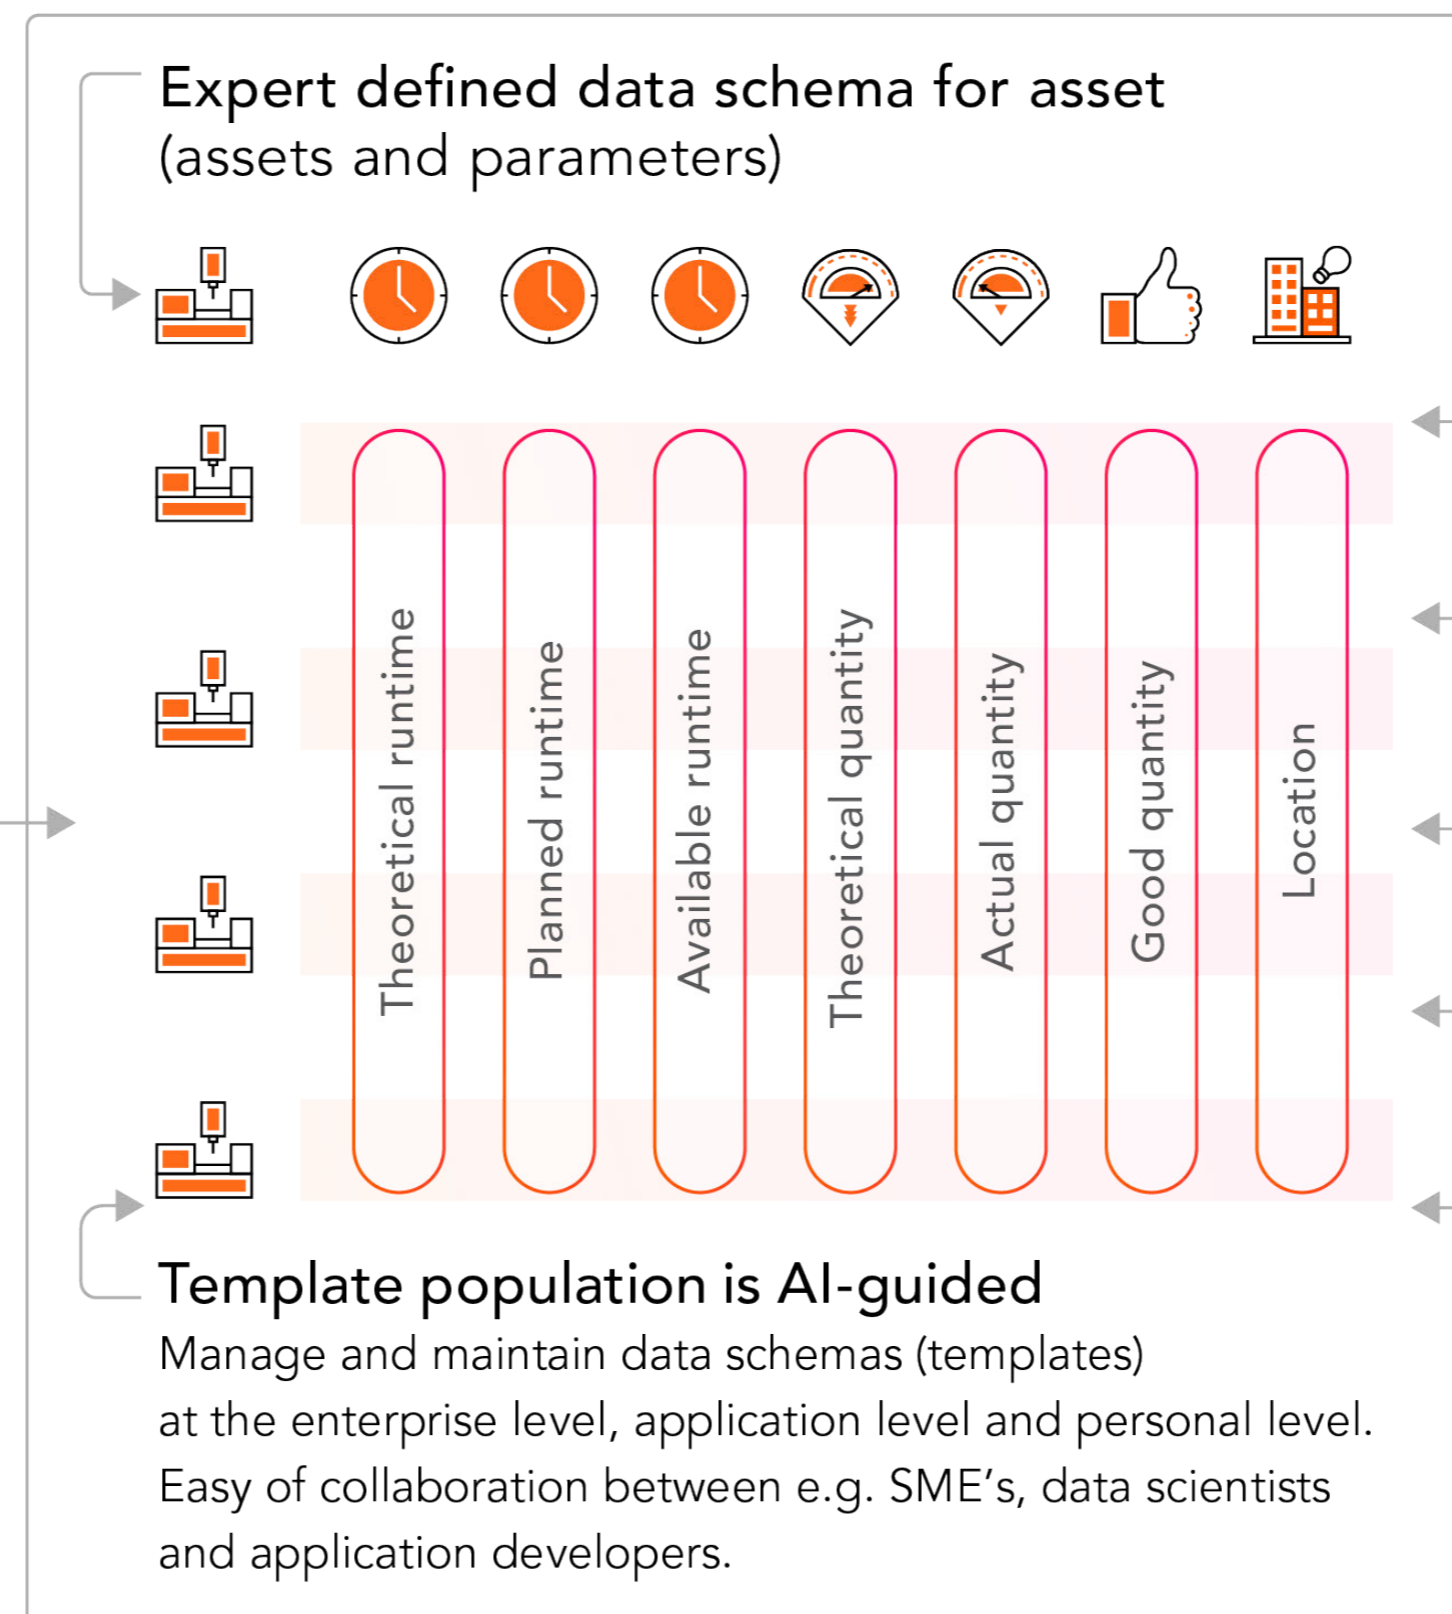 Expert defined data schema for asset
(assets and parameters)
Theoretical runtime
Planned runtime
Available runtime
Theoretical quantity
Actual quantity
Good quantity
Location
Template population is AI-guided
Manage and maintain data schemas (templates)
at the enterprise level, application level and personal level.
Easy of collaboration between e.g. SME’s, data scientists
and application developers.